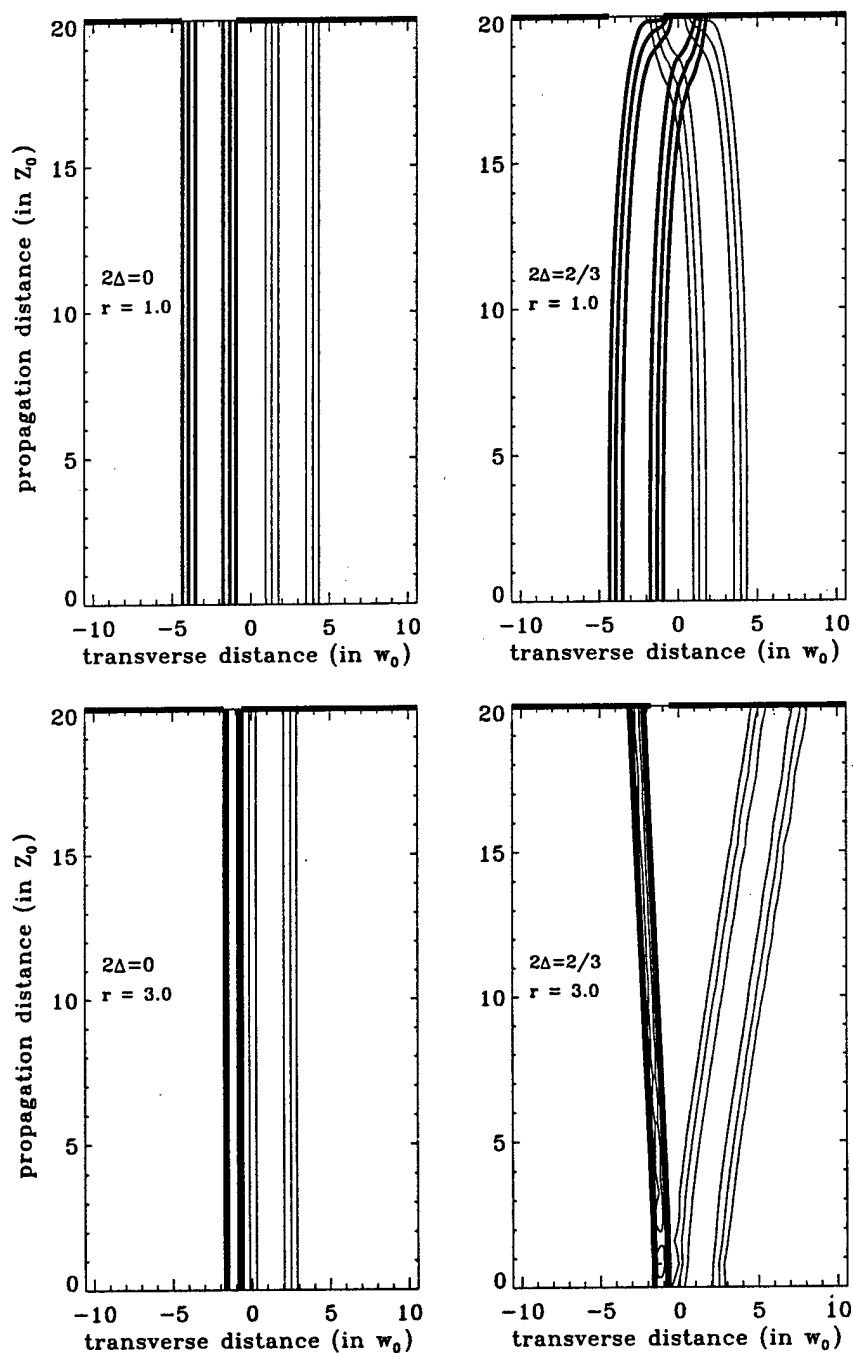 20
15
10
5
0
propagation distance (in Z₀)
2Δ=0
r = 1.0
−10 −5 0 5 10
transverse distance (in w₀)
20
15
10
5
0
2Δ=2/3
r = 1.0
−10 −5 0 5 10
transverse distance (in w₀)
20
15
10
5
0
propagation distance (in Z₀)
2Δ=0
r = 3.0
−10 −5 0 5 10
transverse distance (in w₀)
20
15
10
5
0
2Δ=2/3
r = 3.0
−10 −5 0 5 10
transverse distance (in w₀)